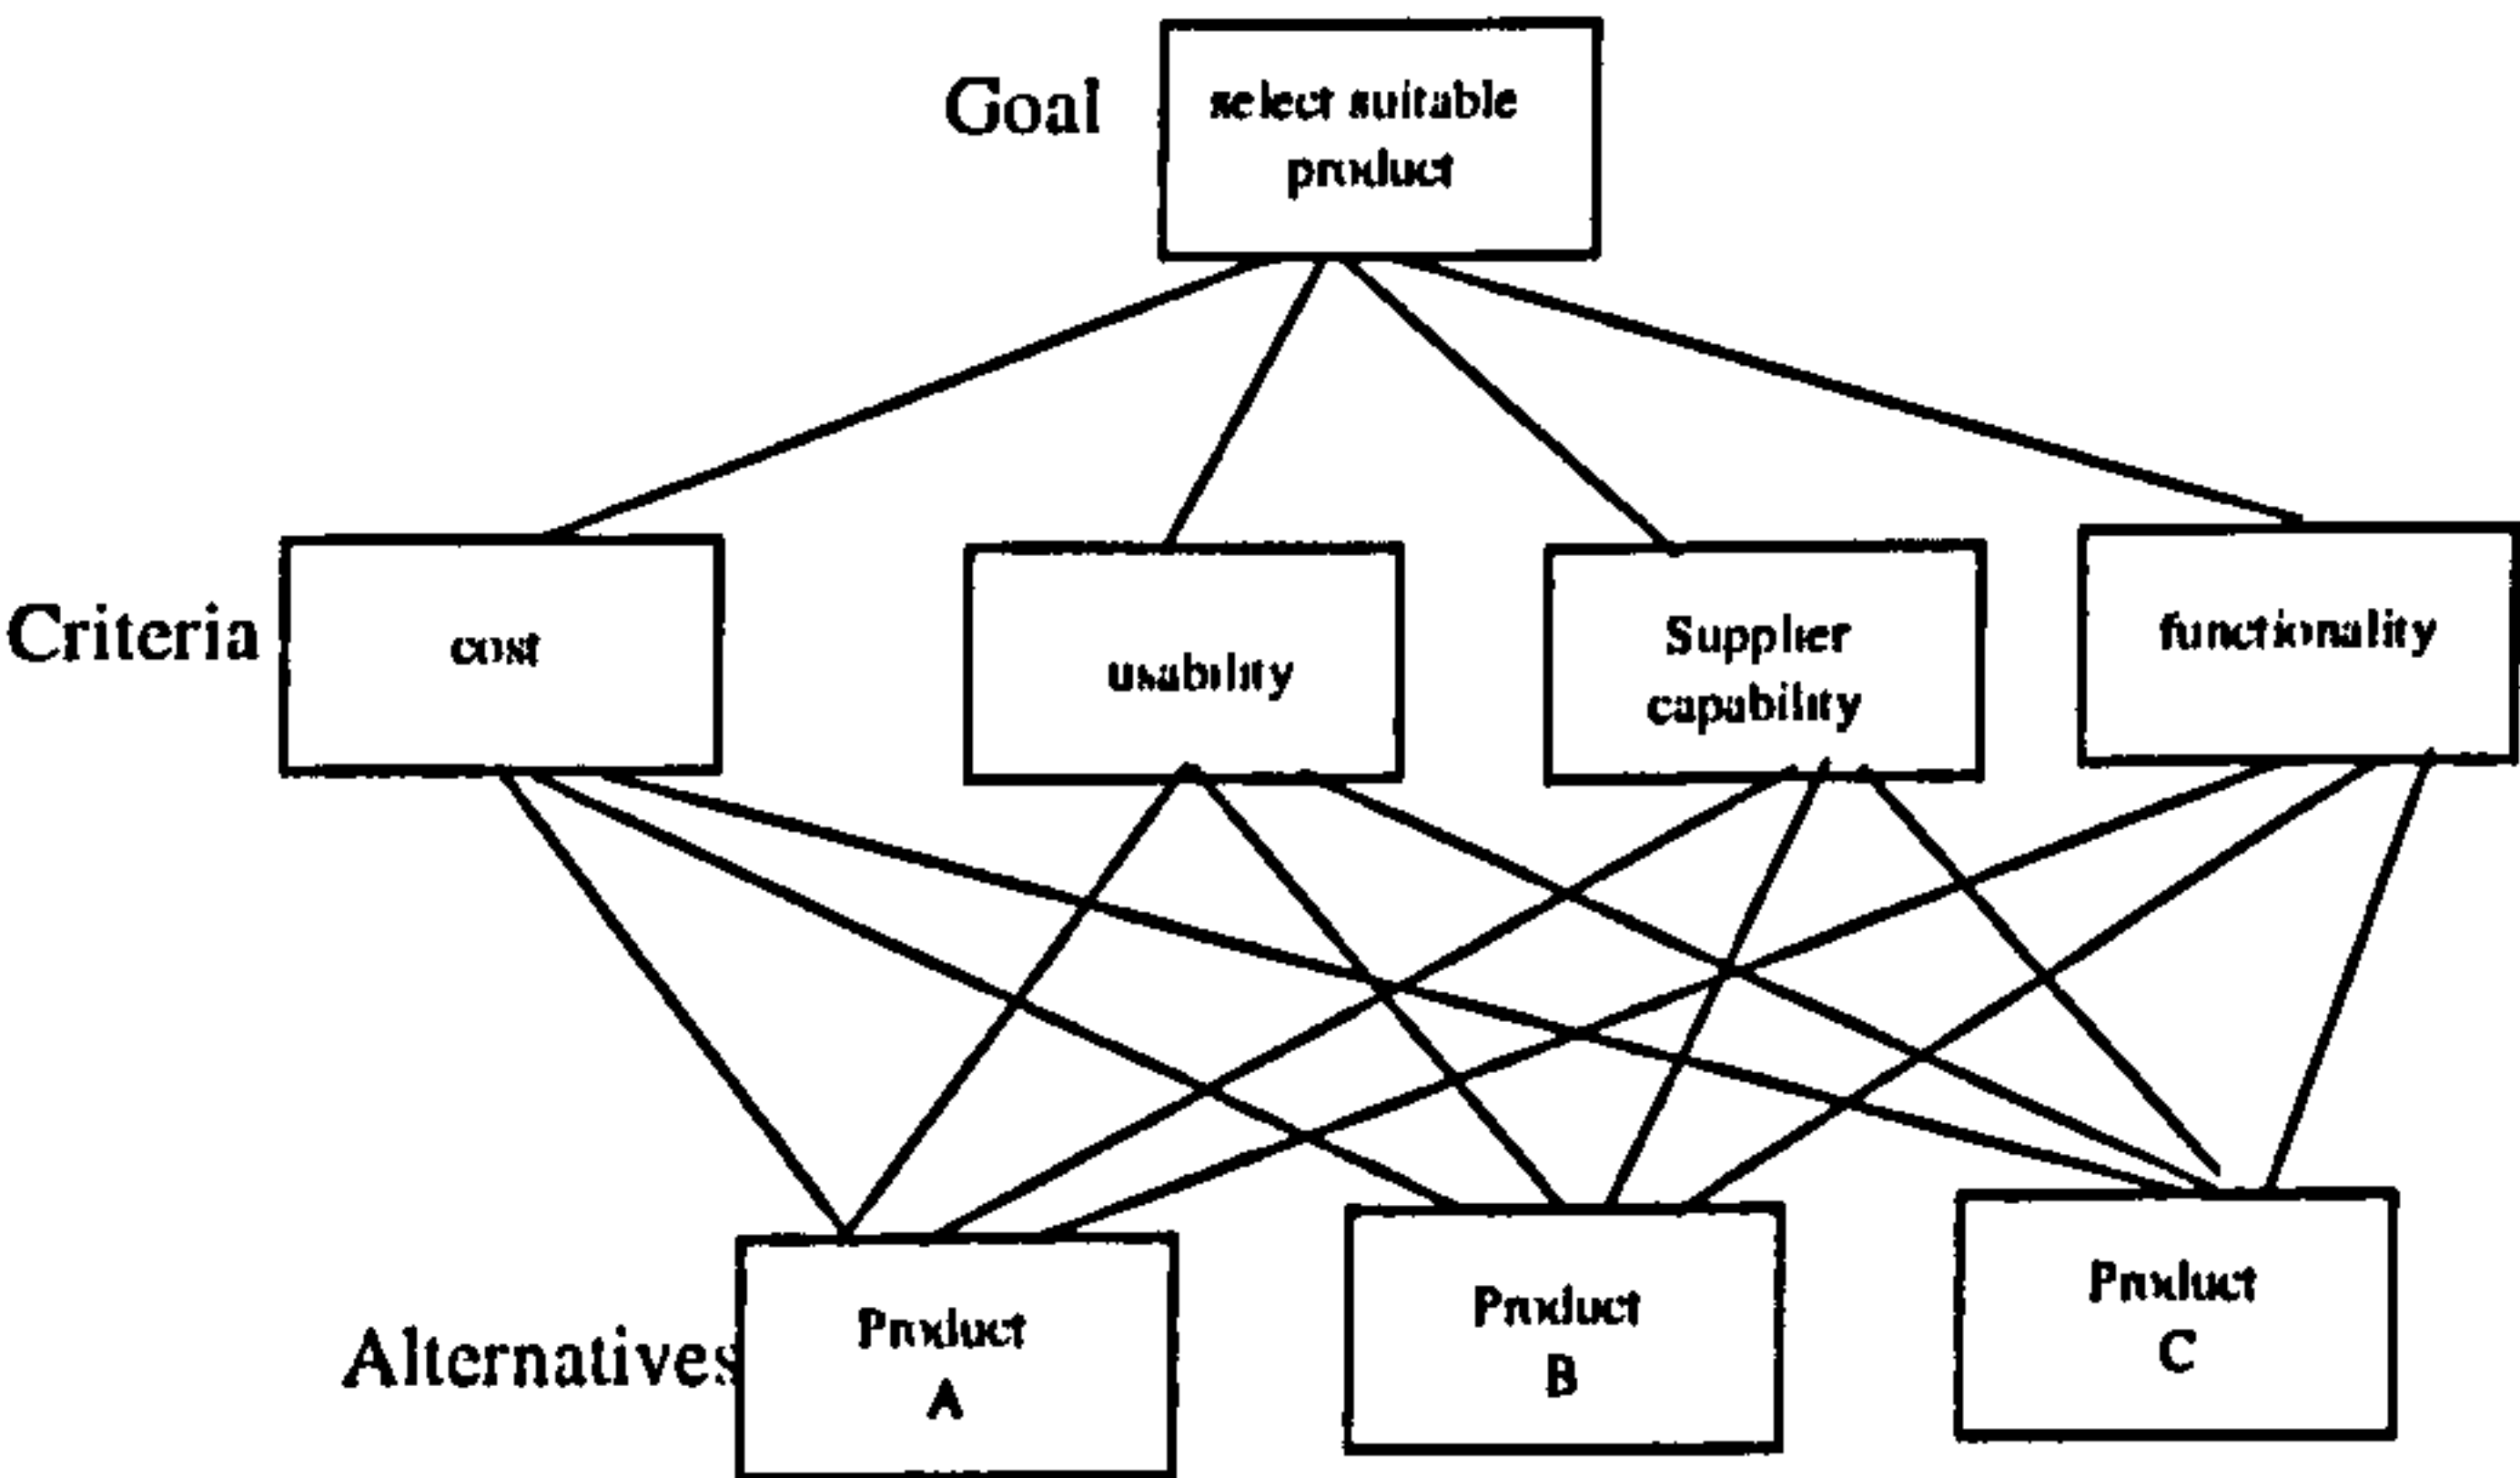 Goal
select suitable
product
Criteria
cost
usability
Supplier
capability
functionality
Alternatives
Product
A
Product
B
Product
C